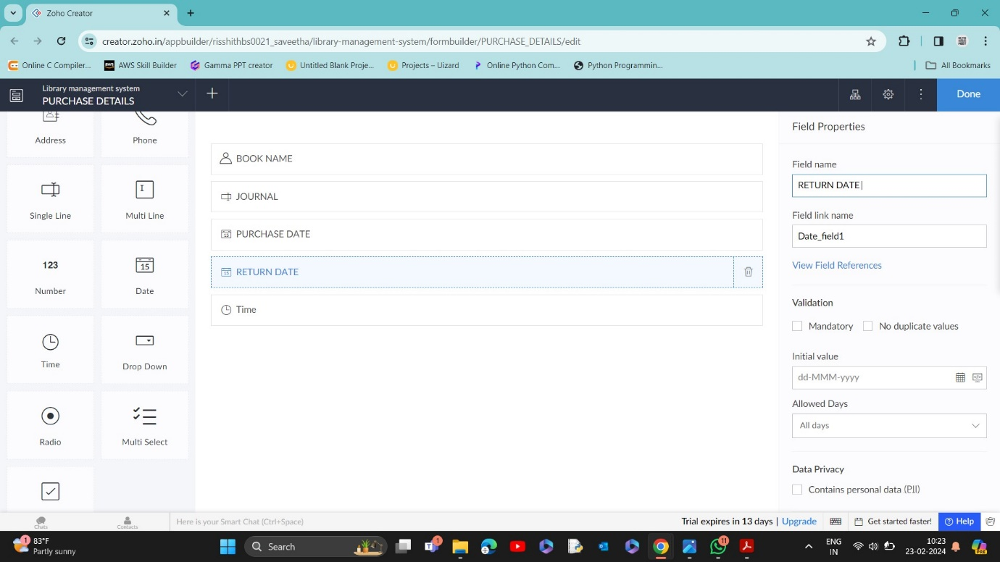 Zoho Creator
creator.zoho.in/appbuilder/risshithbs0021_saveetha/library-management-system/formbuilder/PURCHASE_DETAILS/edit
Online C Compiler... AWS Skill Builder Gamma PPT creator Untitled Blank Proje... Projects – Uizard Online Python Com... Python Programmin... All Bookmarks
Library management system
PURCHASE DETAILS
Done
Address Phone
Single Line Multi Line
123 15
Number Date
Time Drop Down
Radio Multi Select
BOOK NAME
JOURNAL
PURCHASE DATE
RETURN DATE
Time
Field Properties
Field name
RETURN DATE
Field link name
Date_field1
View Field References
Validation
Mandatory No duplicate values
Initial value
dd-MMM-yyyy
Allowed Days
All days
Data Privacy
Contains personal data (PII)
Chats Contacts Here is your Smart Chat (Ctrl+Space) Trial expires in 13 days | Upgrade Get started faster! Help
1 83°F
Partly sunny
Search
1
11
ENG
IN
10:23
23-02-2024
PRE